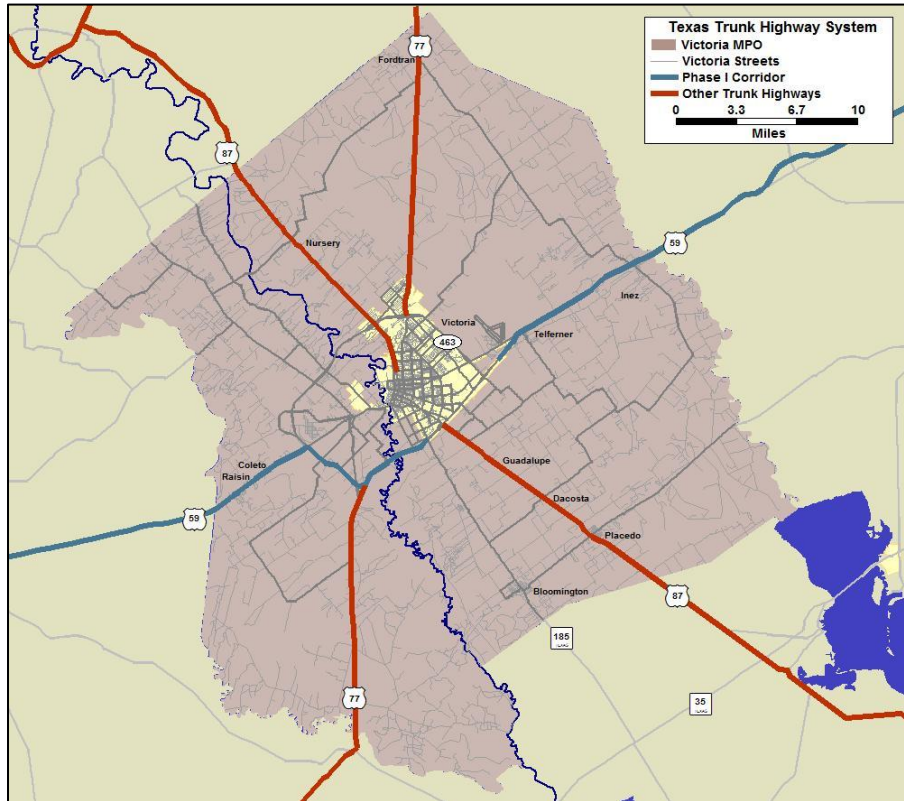 Texas Trunk Highway System
Victoria MPO
Victoria Streets
Phase I Corridor
Other Trunk Highways
0 3.3 6.7 10
Miles
77
Fordtran
87
59
Nursery
Inez
Victoria
Telferner
463
Guadalupe
Coleto
Raisin
Dacosta
59
Placedo
Bloomington
87
185
TEXAS
77
35
TEXAS